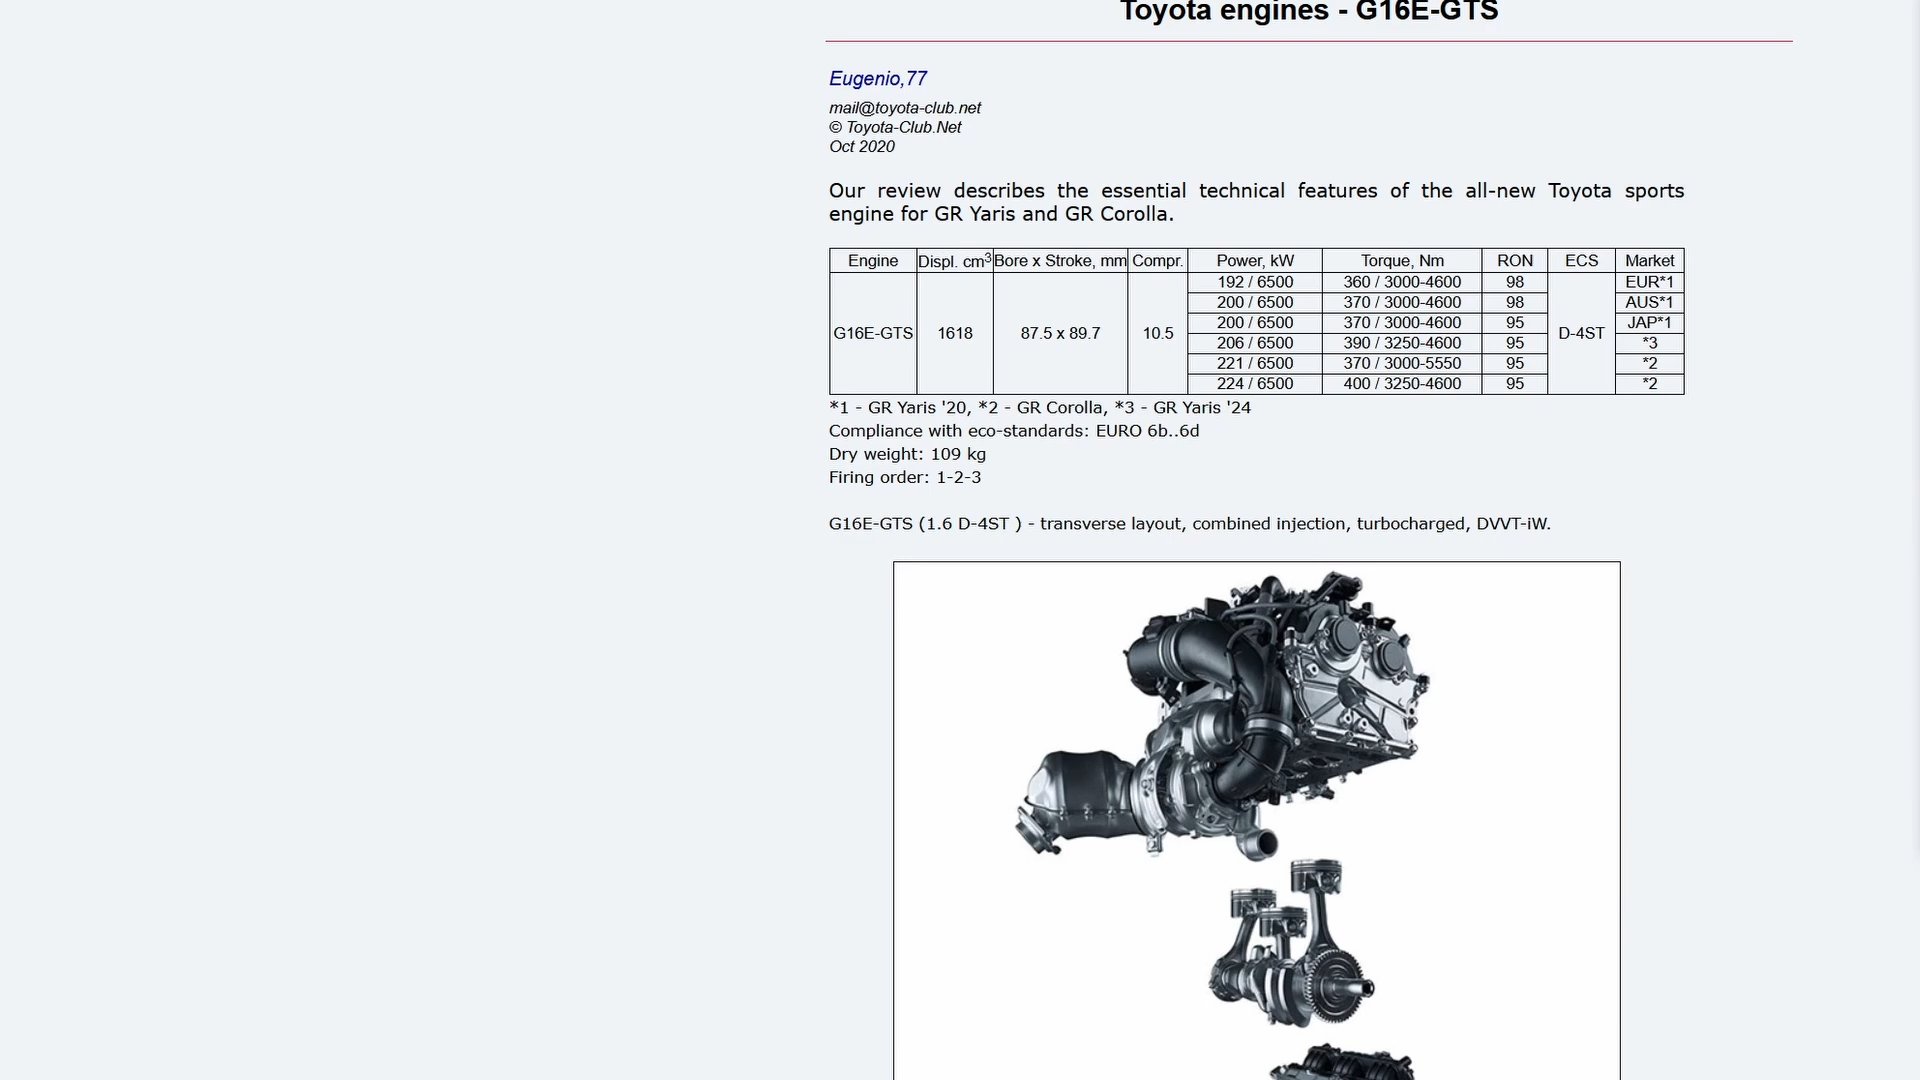 Toyota engines - G16E-GTS
Eugenio,77
mail@toyota-club.net
© Toyota-Club.Net
Oct 2020
Our review describes the essential technical features of the all-new Toyota sports
engine for GR Yaris and GR Corolla.
Engine Displ. cm3 Bore x Stroke, mm Compr. Power, kW Torque, Nm RON ECS Market
G16E-GTS 1618 87.5 x 89.7 10.5 192 / 6500 360 / 3000-4600 98 D-4ST EUR*1
200 / 6500 370 / 3000-4600 98 AUS*1
200 / 6500 370 / 3000-4600 95 JAP*1
206 / 6500 390 / 3250-4600 95 *3
221 / 6500 370 / 3000-5550 95 *2
224 / 6500 400 / 3250-4600 95 *2
*1 - GR Yaris '20, *2 - GR Corolla, *3 - GR Yaris '24
Compliance with eco-standards: EURO 6b..6d
Dry weight: 109 kg
Firing order: 1-2-3
G16E-GTS (1.6 D-4ST ) - transverse layout, combined injection, turbocharged, DVVT-iW.